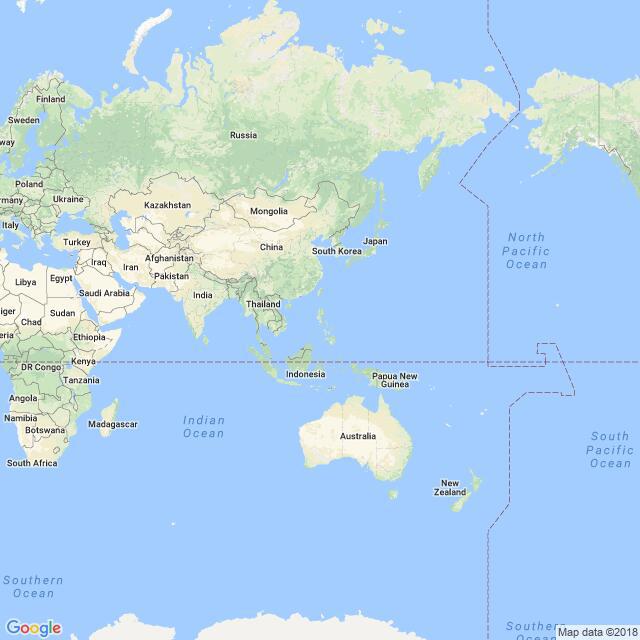 Finland
Sweden
way
Russia
Poland
many
Ukraine
Kazakhstan
Mongolia
Italy
Turkey
China
South Korea
Japan
North
Pacific
Ocean
Iraq
Iran
Afghanistan
Pakistan
Libya
Egypt
Saudi Arabia
India
Thailand
iger
Chad
Sudan
eria
Ethiopia
DR Congo
Kenya
Tanzania
Indonesia
Papua New
Guinea
Angola
Namibia
Botswana
Madagascar
Indian
Ocean
Australia
South
Pacific
Ocean
South Africa
New
Zealand
Southern
Ocean
Southern
Ocean
Google
Map data ©2018